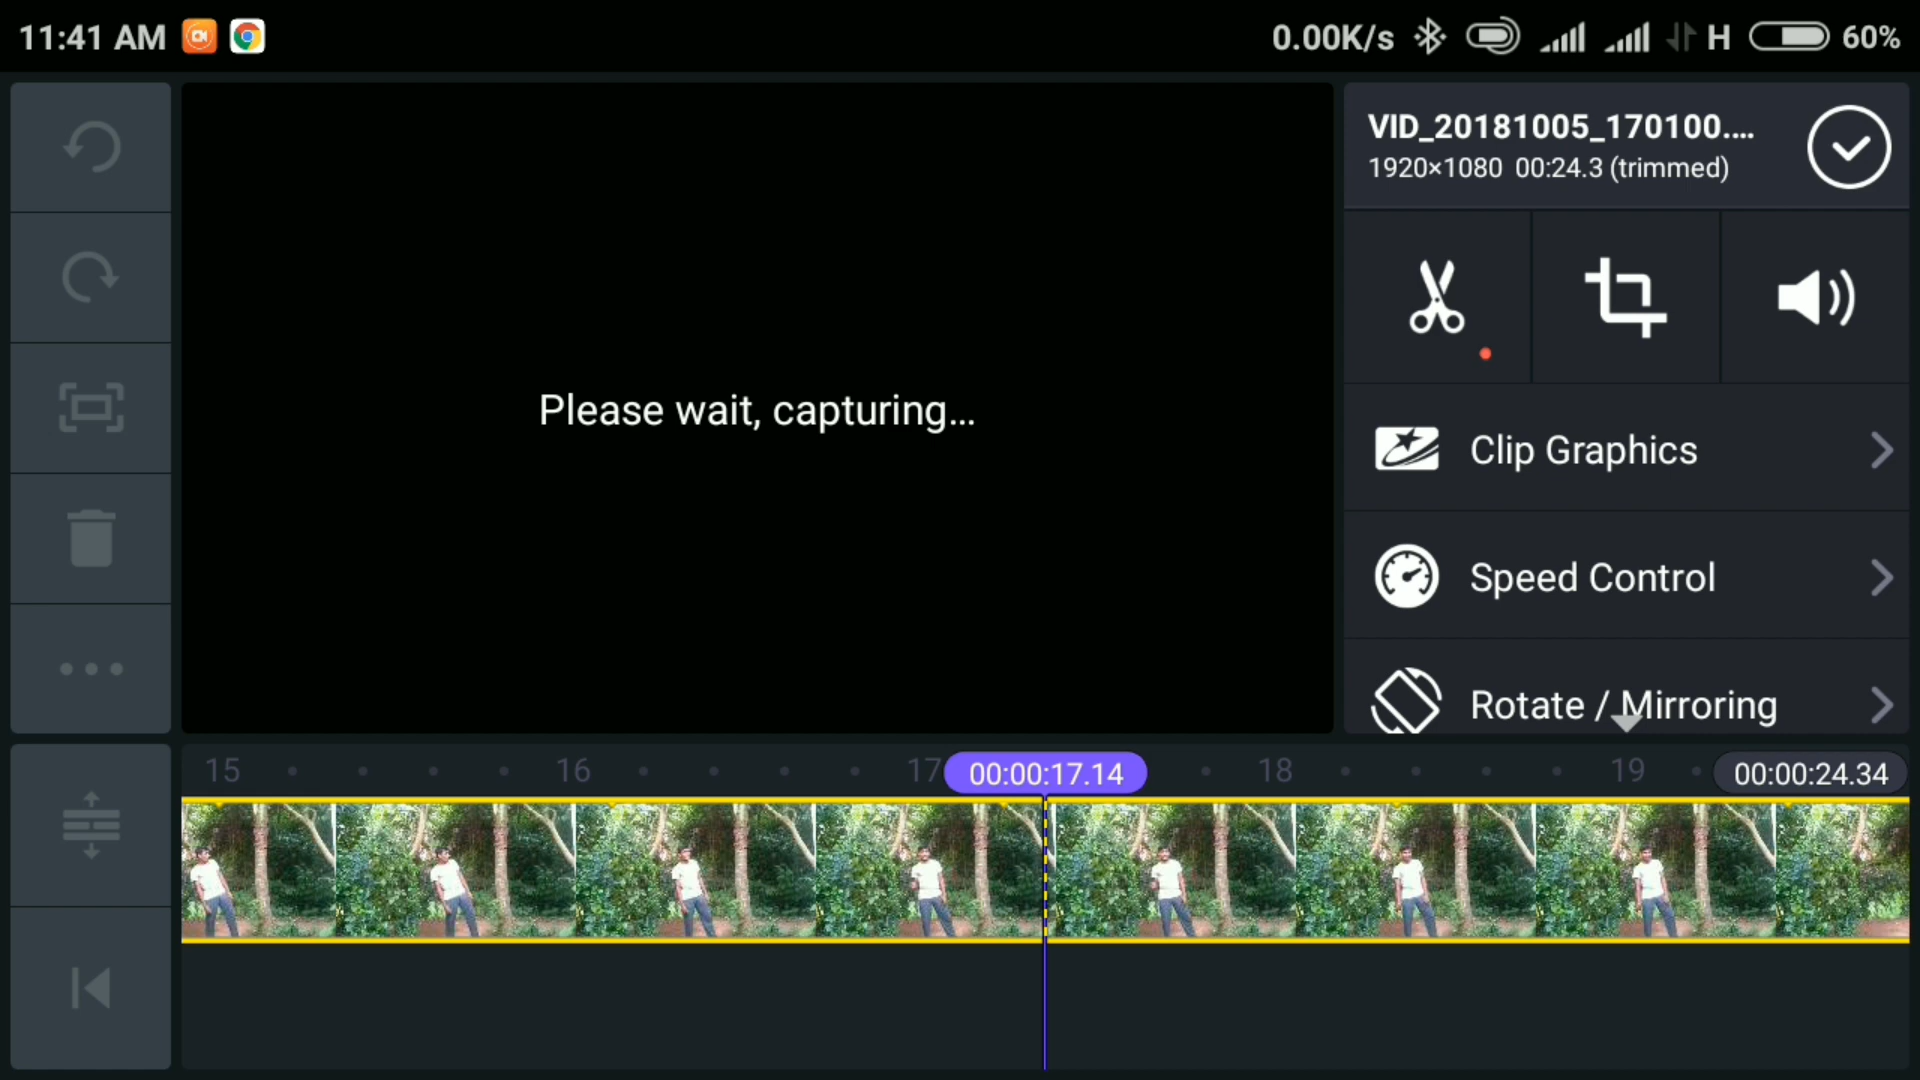 11:41 AM
0.00K/s
H
60%
VID_20181005_170100....
1920×1080 00:24.3 (trimmed)
Please wait, capturing...
Clip Graphics
Speed Control
Rotate / Mirroring
15
16
17
00:00:17.14
18
19
00:00:24.34